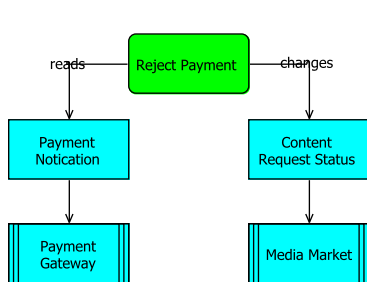 reads
Reject Payment
changes
Payment
Notication
Content
Request Status
Payment
Gateway
Media Market